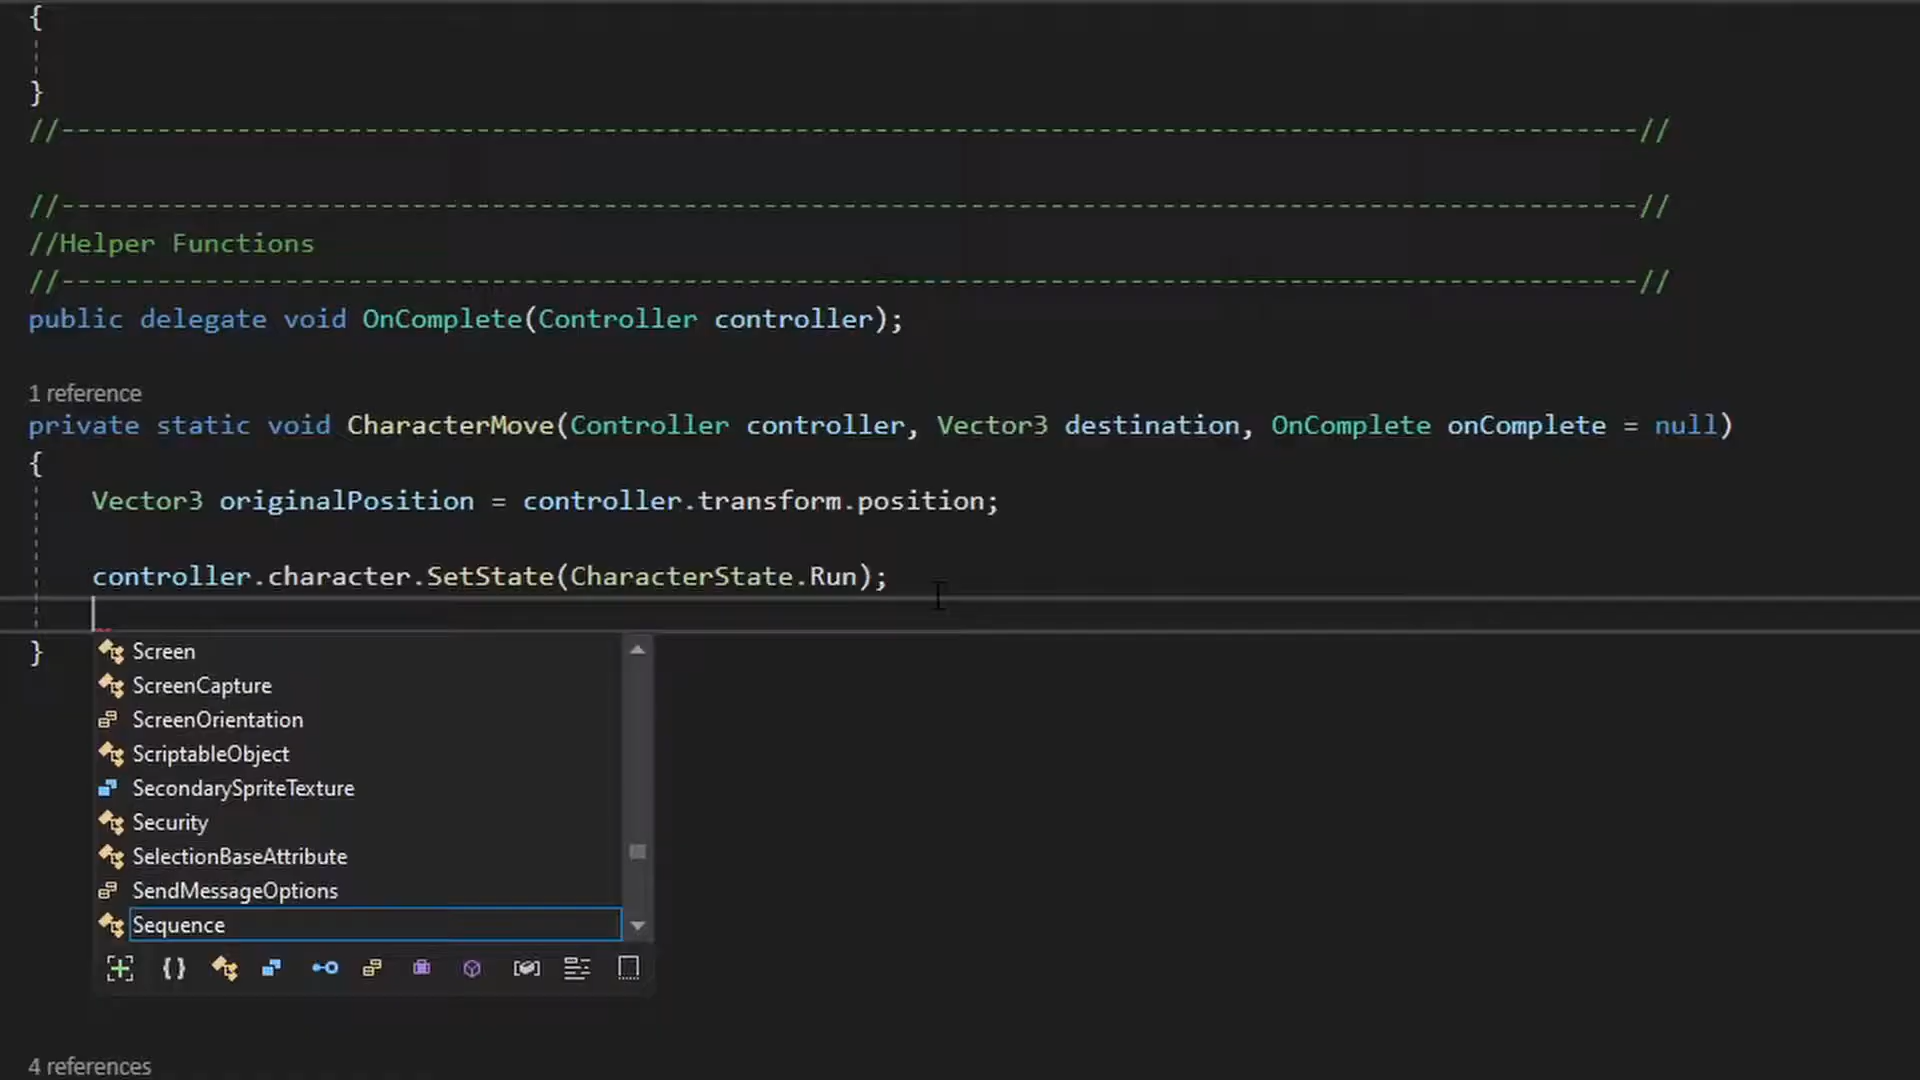 {
}
//---------------------------------------------------------------------------------------------------//
//---------------------------------------------------------------------------------------------------//
//Helper Functions
//---------------------------------------------------------------------------------------------------//
public delegate void OnComplete(Controller controller);
1 reference
private static void CharacterMove(Controller controller, Vector3 destination, OnComplete onComplete = null)
{
Vector3 originalPosition = controller.transform.position;
controller.character.SetState(CharacterState.Run);
}
Screen
ScreenCapture
ScreenOrientation
ScriptableObject
SecondarySpriteTexture
Security
SelectionBaseAttribute
SendMessageOptions
Sequence
4 references